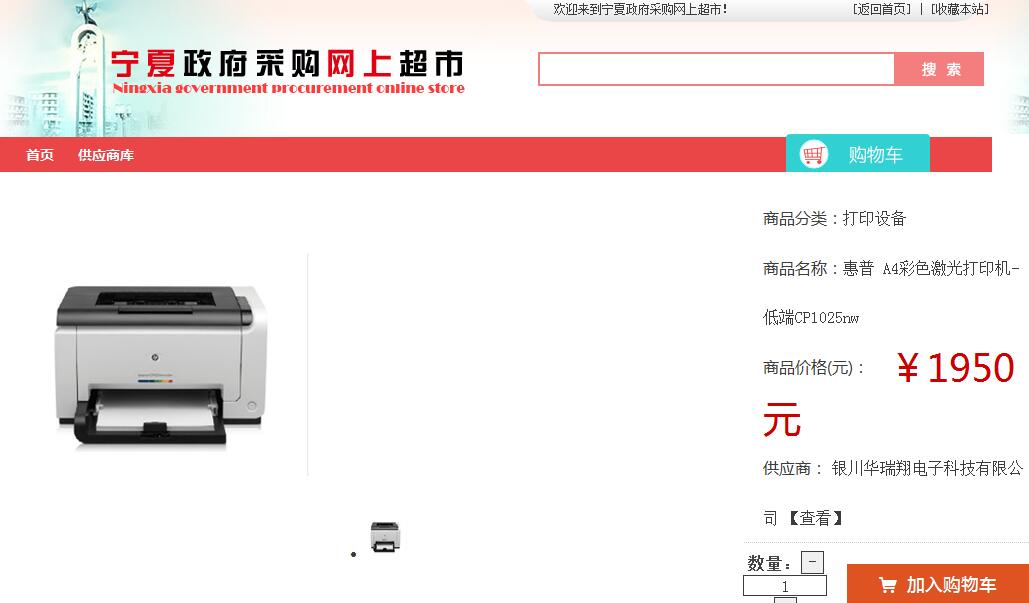 欢迎来到宁夏政府采购网上超市！
[返回首页] | [收藏本站]
宁夏政府采购网上超市
Ningxia government procurement online store
搜 索
首页 供应商库
购物车
商品分类：打印设备
商品名称：惠普 A4彩色激光打印机-
低端CP1025nw
商品价格(元)： ￥1950
元
供应商： 银川华瑞翔电子科技有限公
司 【查看】
数量： -
1
加入购物车
hp